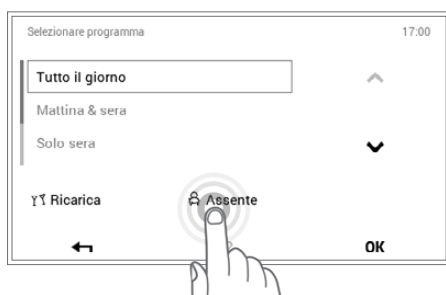 Selezionare programma 17:00
Tutto il giorno
Mattina & sera
Solo sera
Ricarica Assente
OK